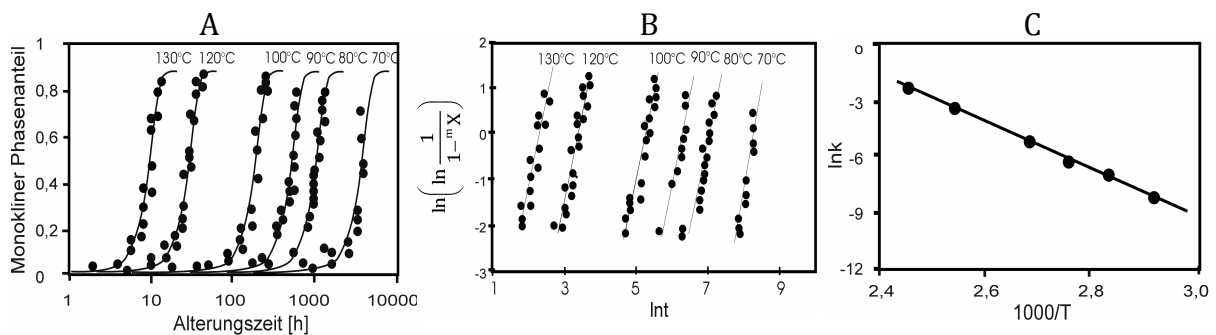 A
Monokliner Phasenanteil
1
0,8
0,6
0,4
0,2
0
130°C 120°C 100°C 90°C 80°C 70°C
1 10 100 1000 10000
Alterungszeit [h]
B
ln(ln 1/1-ᵐX)
2
1
0
-1
-2
-3
130°C 120°C 100°C 90°C 80°C 70°C
1 3 5 7 9
lnt
C
lnk
0
-3
-6
-9
-12
2,4 2,6 2,8 3,0
1000/T